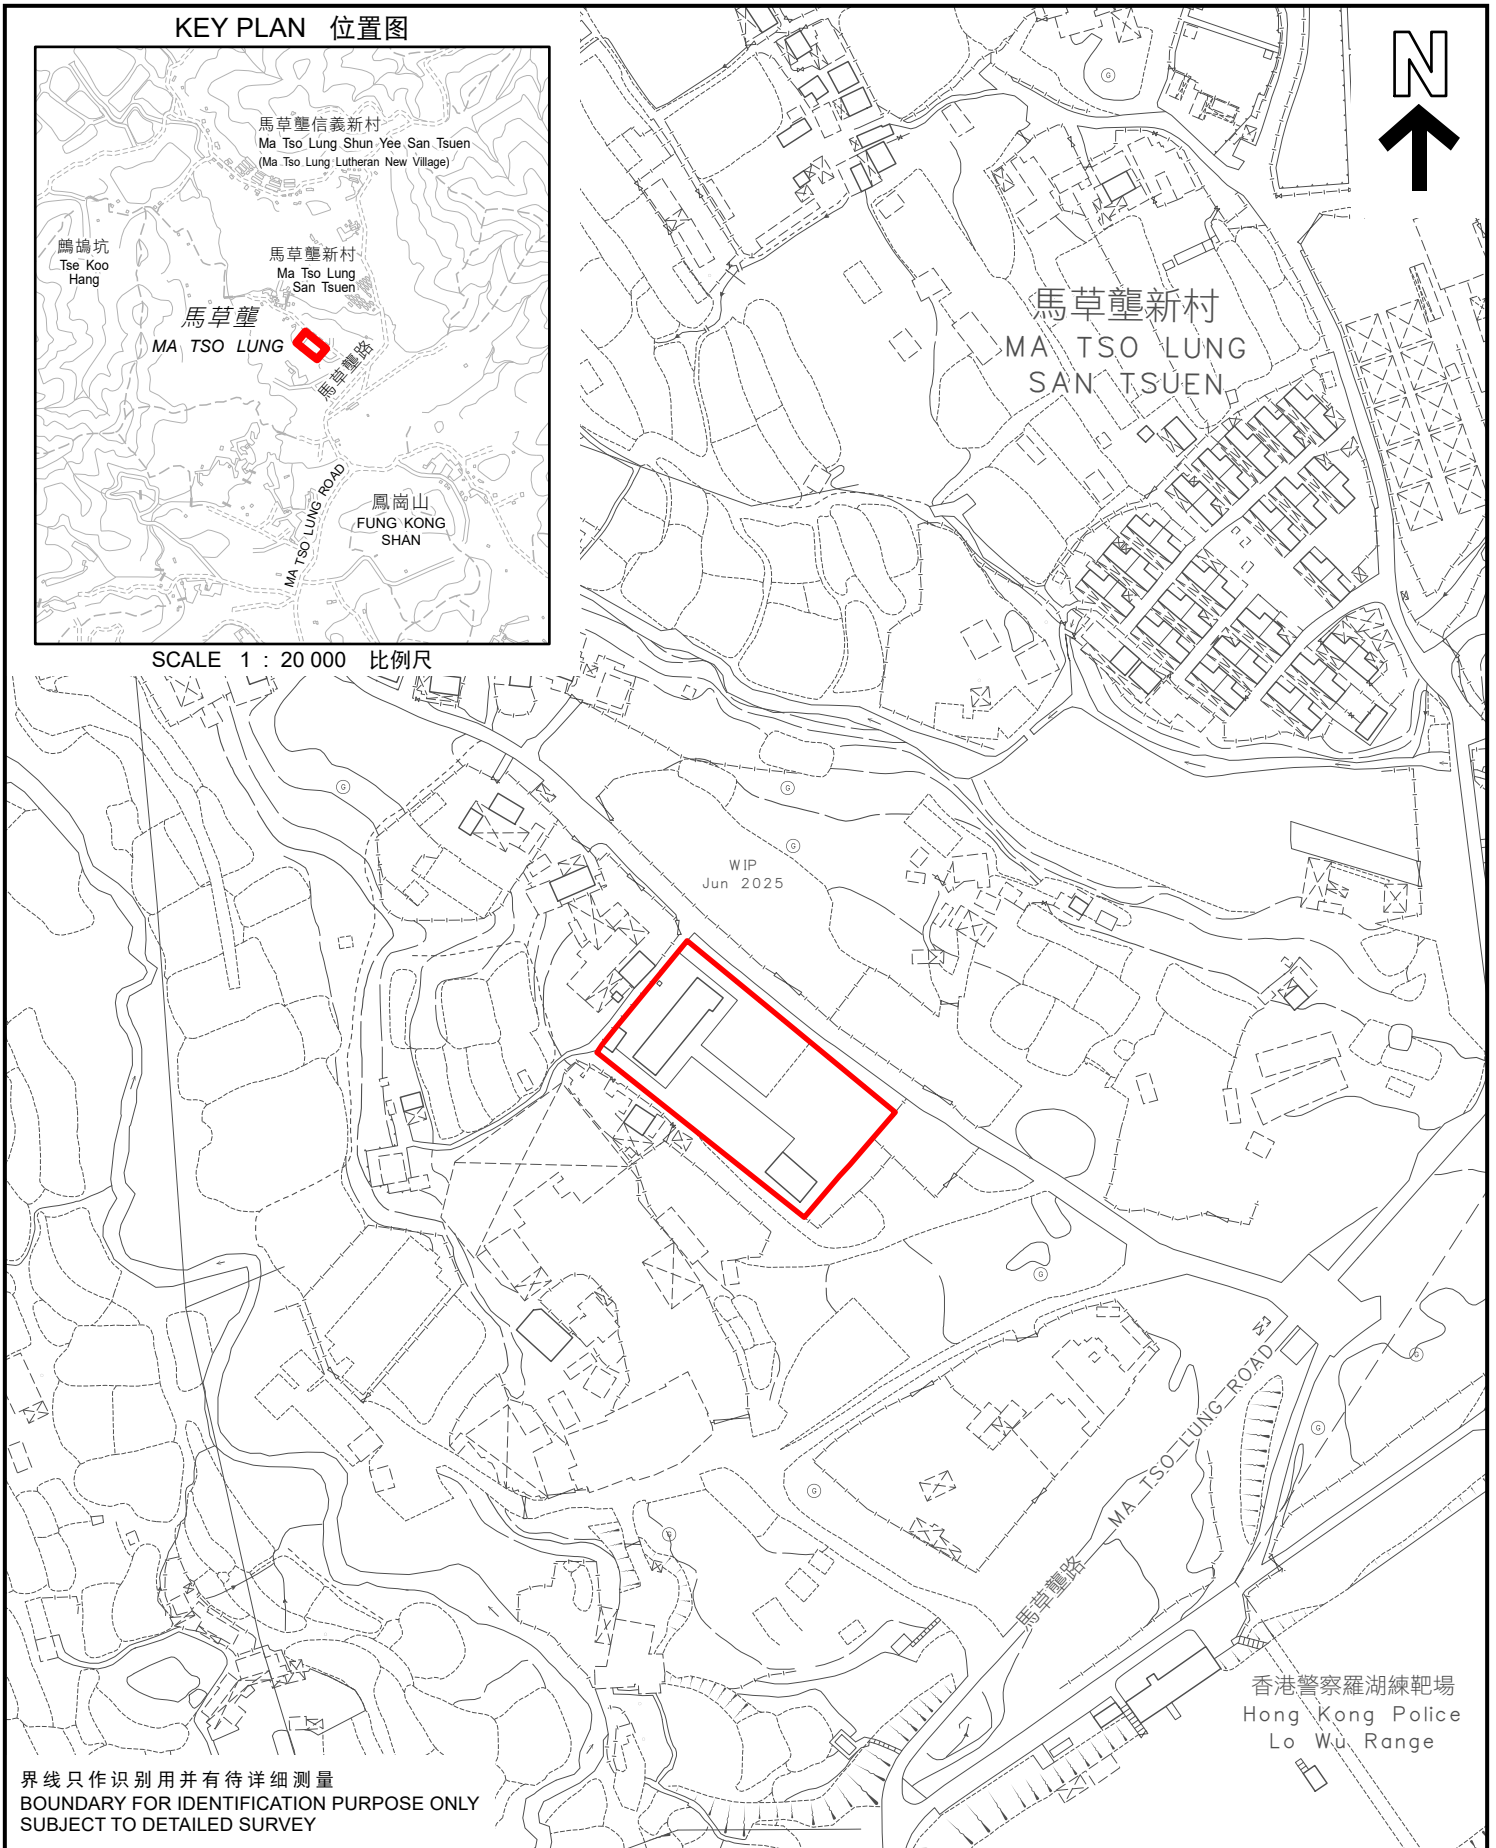 KEY PLAN 位置图
馬草壟信義新村
Ma Tso Lung Shun Yee San Tsuen
(Ma Tso Lung Lutheran New Village)
鷓鴣坑
Tse Koo
Hang
馬草壟新村
Ma Tso Lung
San Tsuen
馬草壟
MA TSO LUNG
馬草壟路
MA TSO LUNG ROAD
鳳崗山
FUNG KONG
SHAN
SCALE 1 : 20 000 比例尺
N
G
馬草壟新村
MA TSO LUNG
SAN TSUEN
G
G
G
WIP
Jun 2025
G
G
G
G
G
MA TSO LUNG ROAD
馬草壟路
香港警察羅湖練靶場
Hong Kong Police
Lo Wu Range
界线只作识别用并有待详细测量
BOUNDARY FOR IDENTIFICATION PURPOSE ONLY
SUBJECT TO DETAILED SURVEY